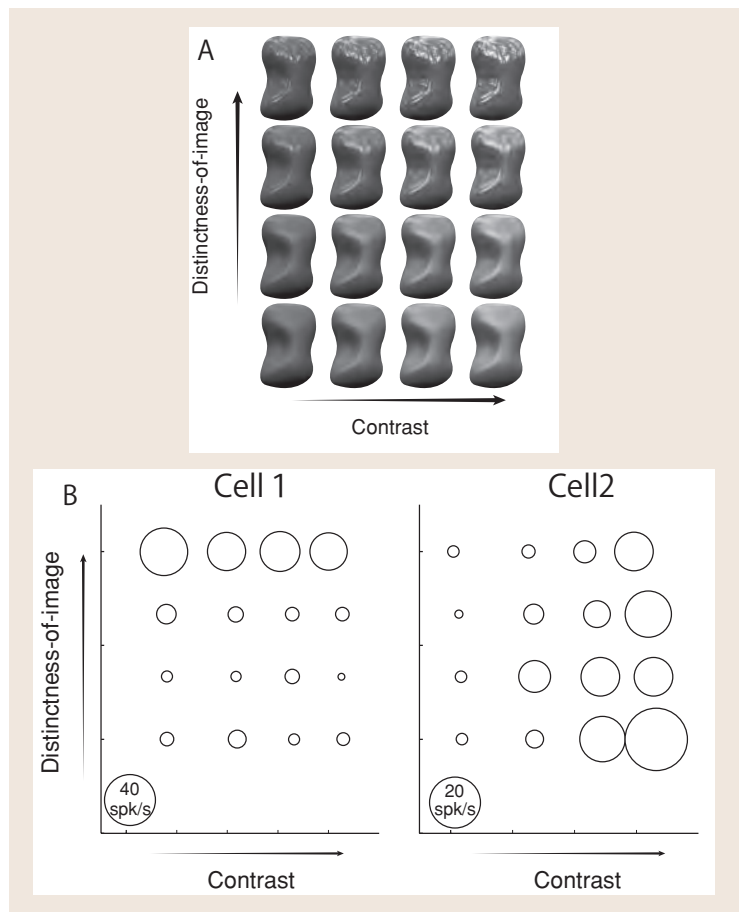 A
Distinctness-of-image
Contrast
B
Cell 1
Cell2
Distinctness-of-image
40
spk/s
20
spk/s
Contrast
Contrast